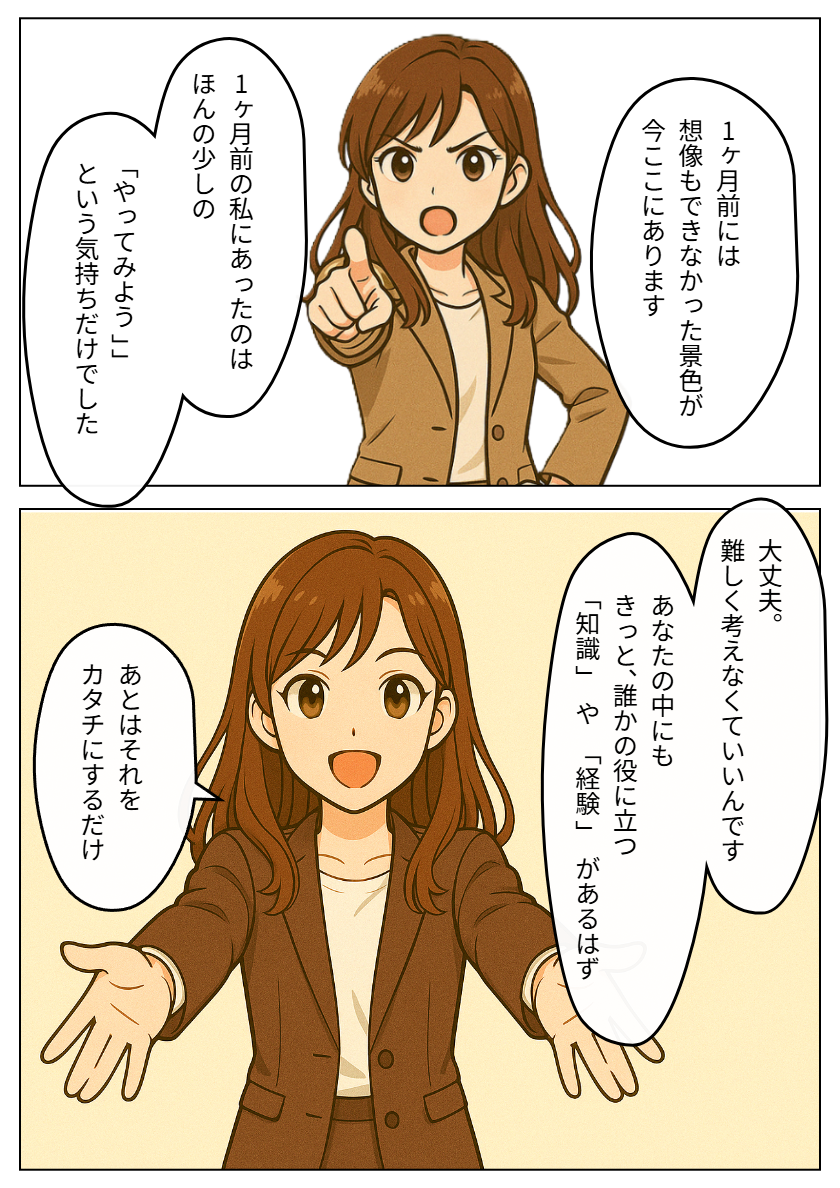 1ヶ月前には
想像もできなかった景色が
今ここにあります
1ヶ月前の私にあったのは
ほんの少しの
「やってみよう」」
という気持ちだけでした
大丈夫。
難しく考えなくていいんです
あなたの中にも
きっと、誰かの役に立つ
「知識」 や 「経験」 があるはず
あとはそれを
カタチにするだけ